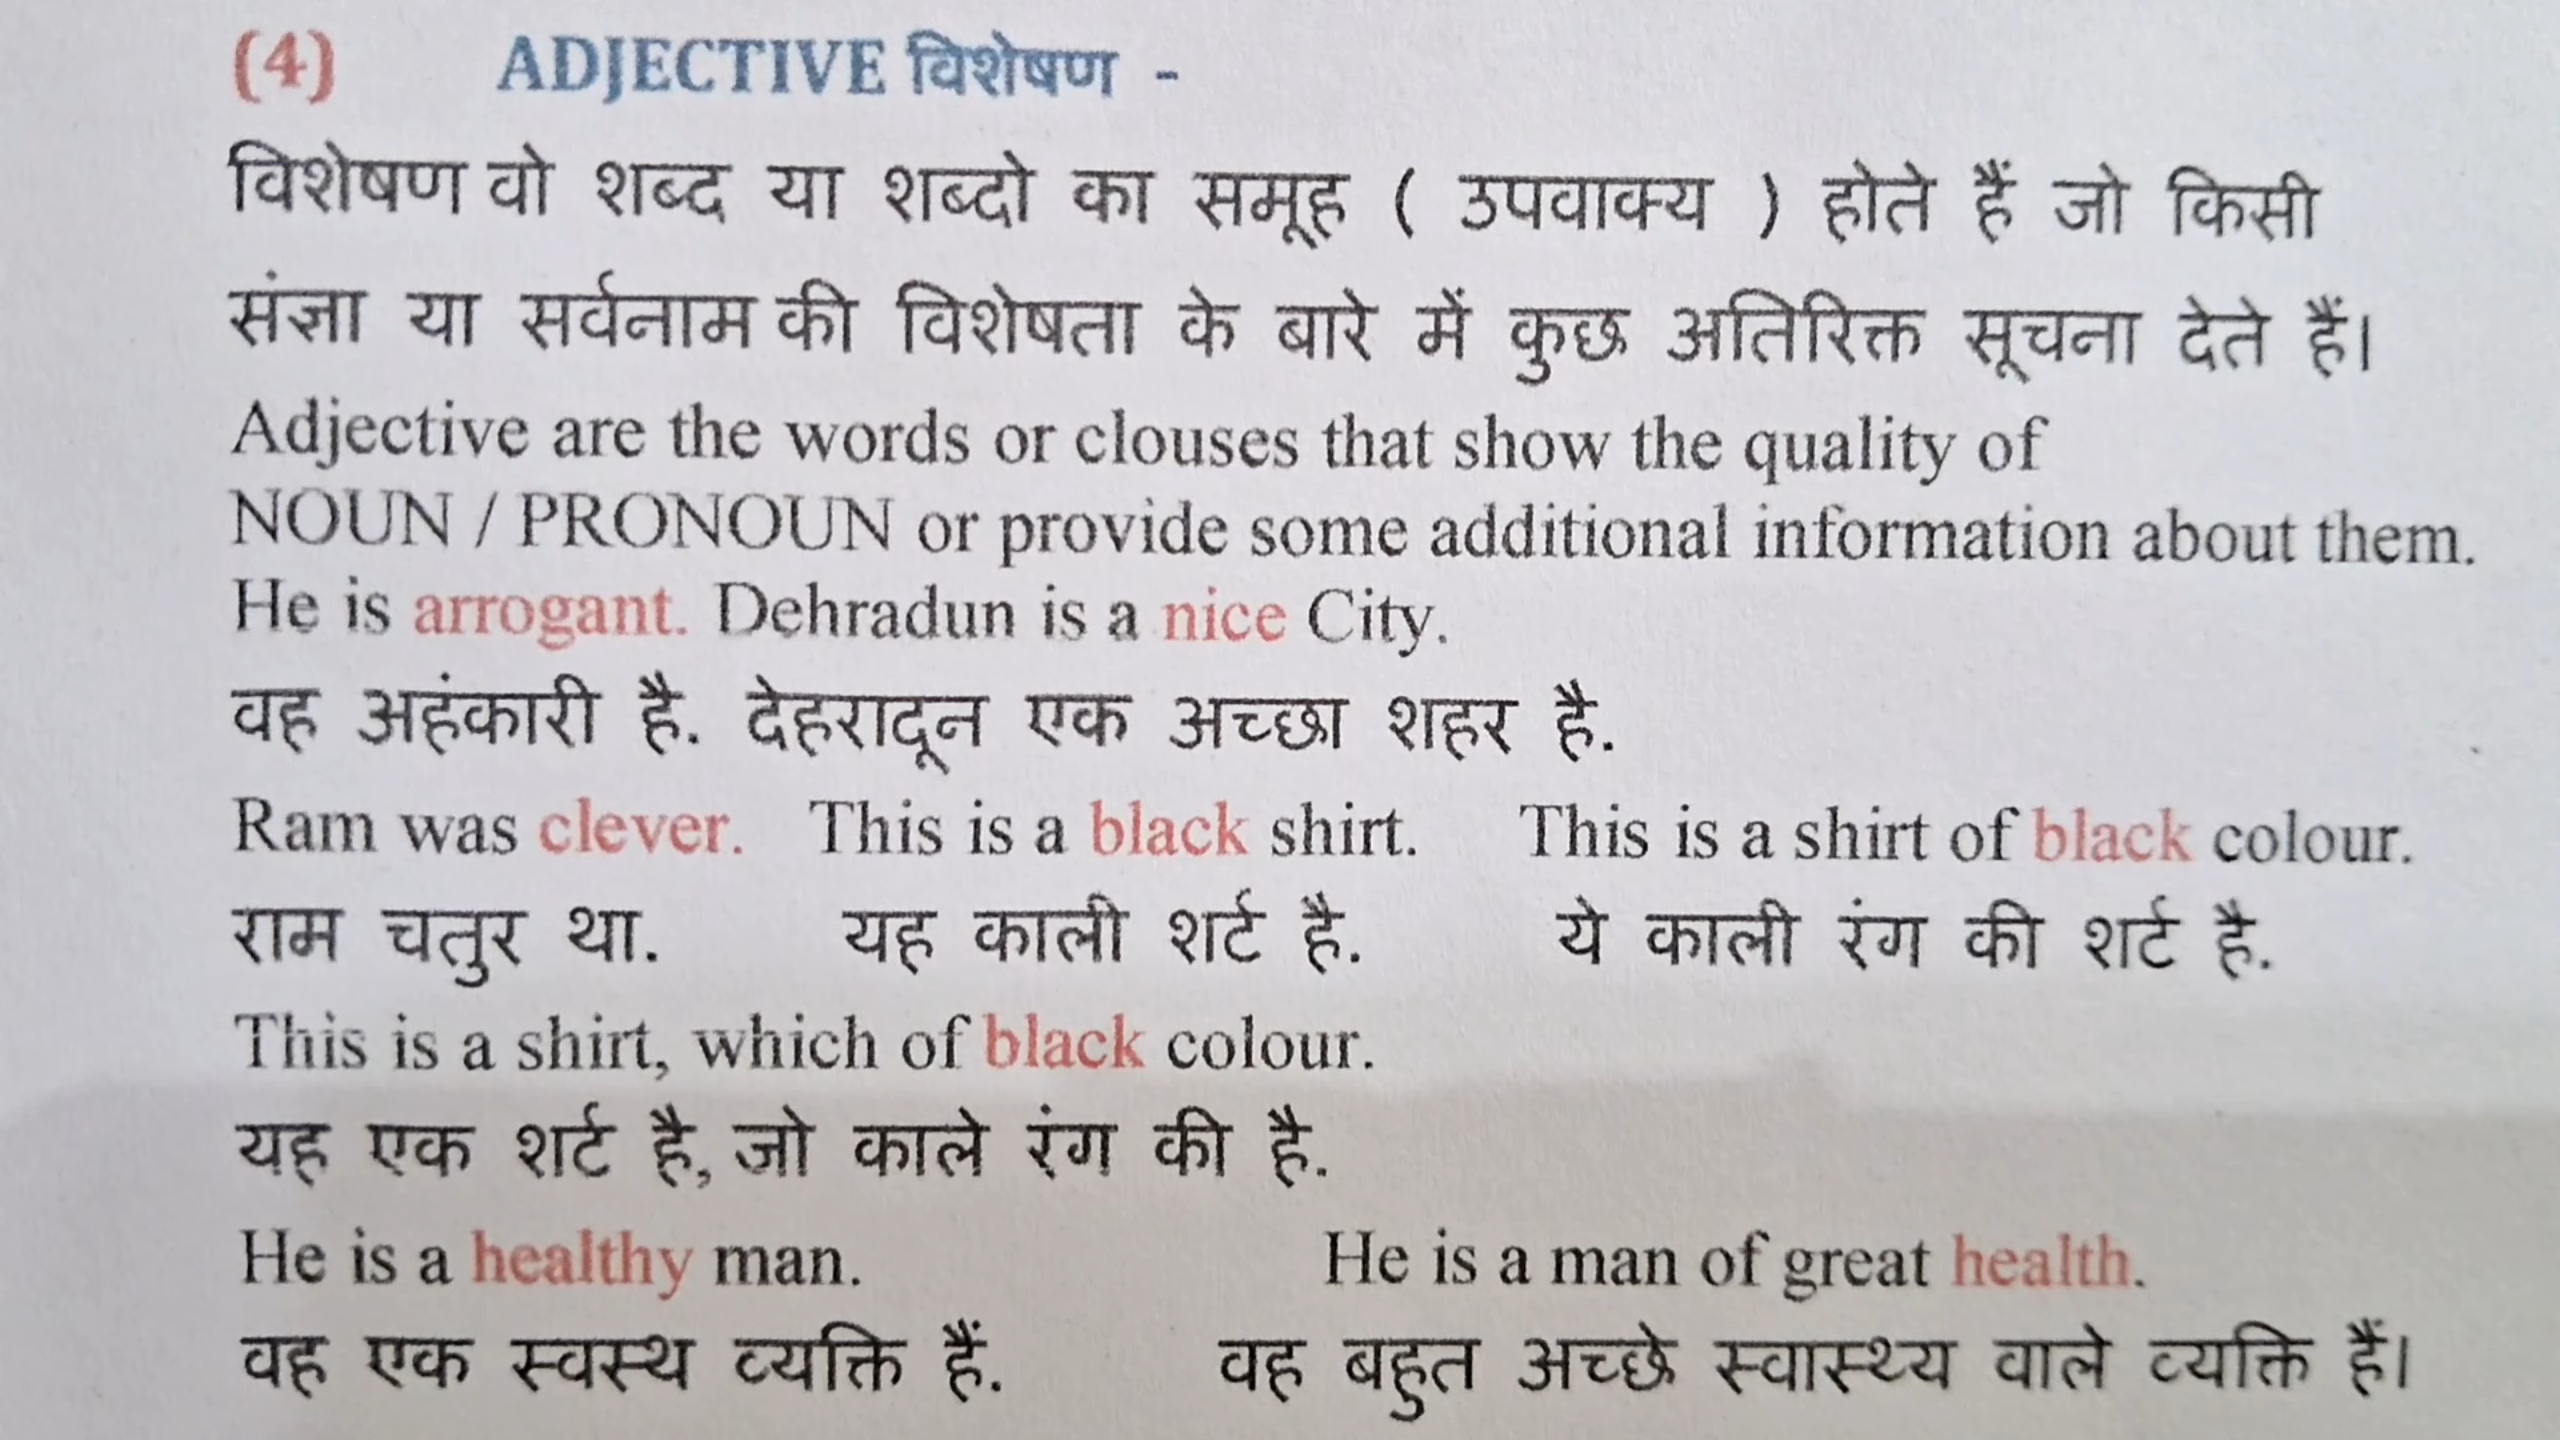 (4) ADJECTIVE विशेषण -
विशेषण वो शब्द या शब्दो का समूह ( उपवाक्य ) होते हैं जो किसी
संज्ञा या सर्वनाम की विशेषता के बारे में कुछ अतिरिक्त सूचना देते हैं।
Adjective are the words or clouses that show the quality of
NOUN / PRONOUN or provide some additional information about them.
He is arrogant. Dehradun is a nice City.
वह अहंकारी है. देहरादून एक अच्छा शहर है.
Ram was clever. This is a black shirt. This is a shirt of black colour.
राम चतुर था. यह काली शर्ट है. ये काली रंग की शर्ट है.
This is a shirt, which of black colour.
यह एक शर्ट है, जो काले रंग की है.
He is a healthy man. He is a man of great health.
वह एक स्वस्थ व्यक्ति हैं. वह बहुत अच्छे स्वास्थ्य वाले व्यक्ति हैं।